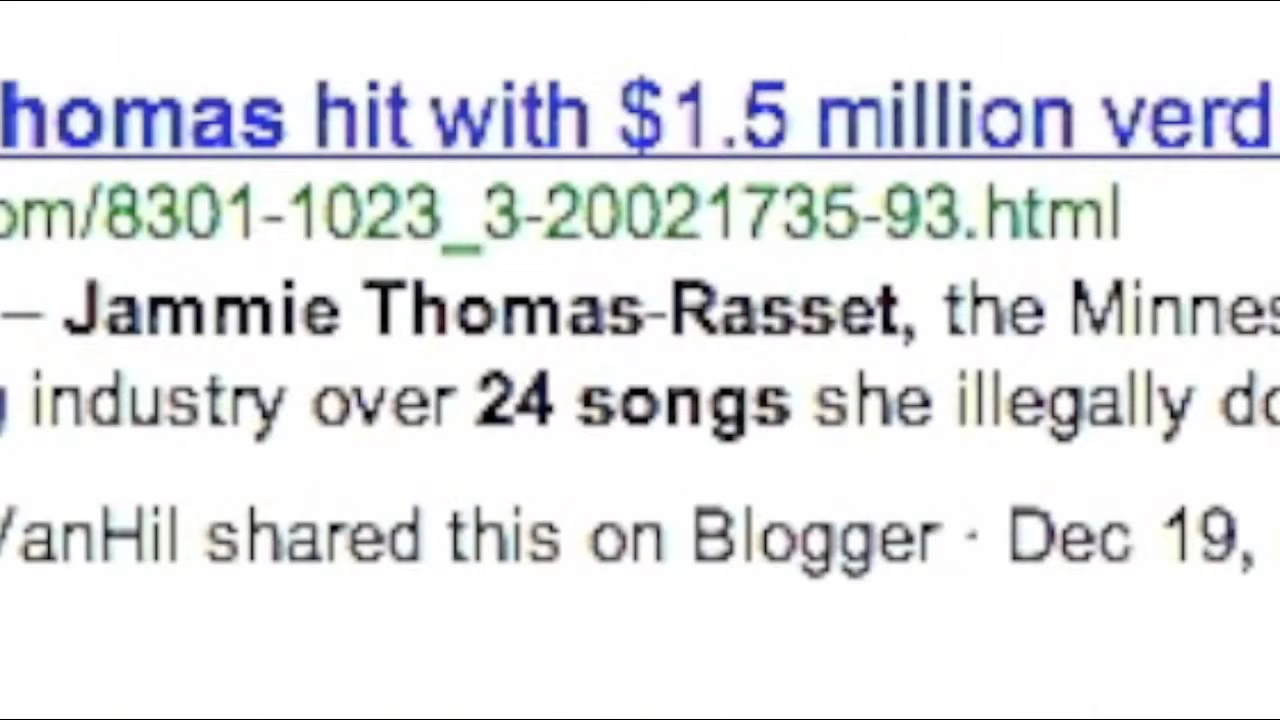 homas hit with $1.5 million verd
om/8301-1023_3-20021735-93.html
– Jammie Thomas-Rasset, the Minnes
industry over 24 songs she illegally do
VanHil shared this on Blogger · Dec 19,